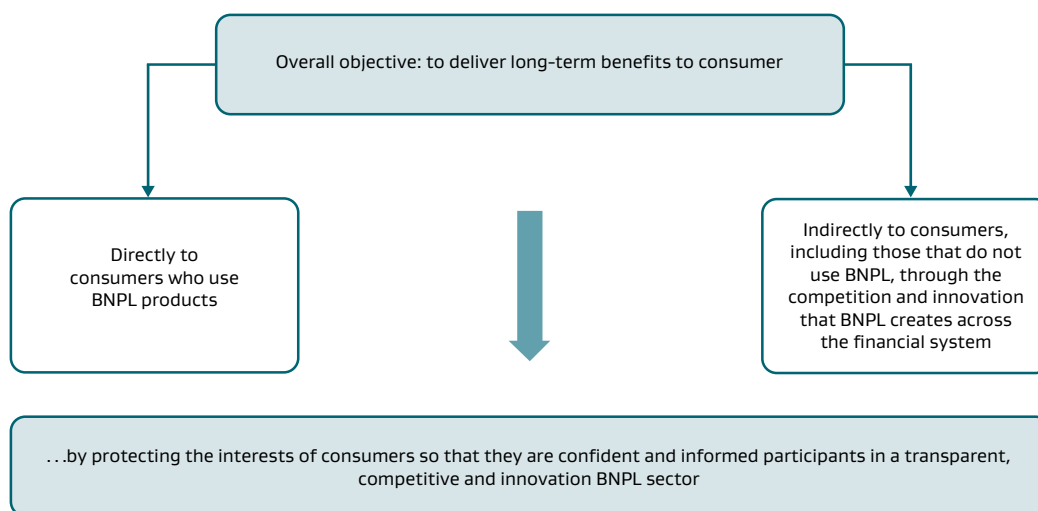 Overall objective: to deliver long-term benefits to consumer
Directly to
consumers who use
BNPL products
Indirectly to consumers,
including those that do not
use BNPL, through the
competition and innovation
that BNPL creates across
the financial system
...by protecting the interests of consumers so that they are confident and informed participants in a transparent,
competitive and innovation BNPL sector